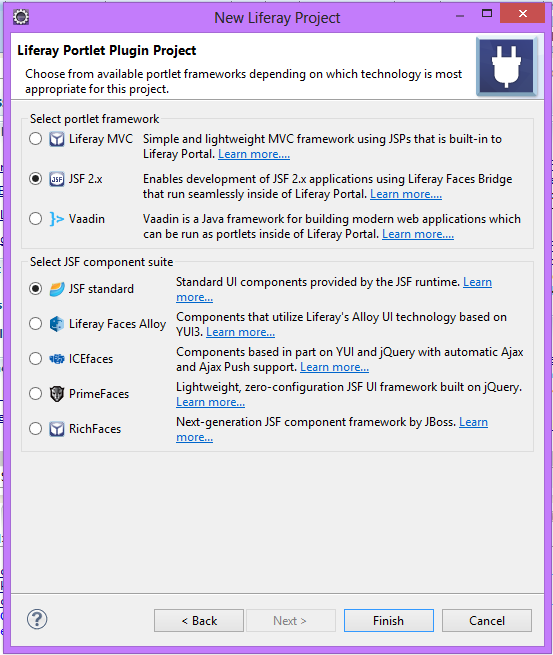 New Liferay Project
Liferay Portlet Plugin Project
Choose from available portlet frameworks depending on which technology is most
appropriate for this project.
Select portlet framework
Liferay MVC Simple and lightweight MVC framework using JSPs that is built-in to
Liferay Portal. Learn more....
JSF JSF 2.x Enables development of JSF 2.x applications using Liferay Faces Bridge
that run seamlessly inside of Liferay Portal. Learn more....
}> Vaadin Vaadin is a Java framework for building modern web applications which
can be run as portlets inside of Liferay Portal. Learn more....
Select JSF component suite
JSF standard Standard UI components provided by the JSF runtime. Learn
more...
Liferay Faces Alloy Components that utilize Liferay's Alloy UI technology based on
YUI3. Learn more...
ICEfaces Components based in part on YUI and jQuery with automatic Ajax
and Ajax Push support. Learn more...
PrimeFaces Lightweight, zero-configuration JSF UI framework built on jQuery.
Learn more...
RichFaces Next-generation JSF component framework by JBoss. Learn
more...
? < Back Next > Finish Cancel